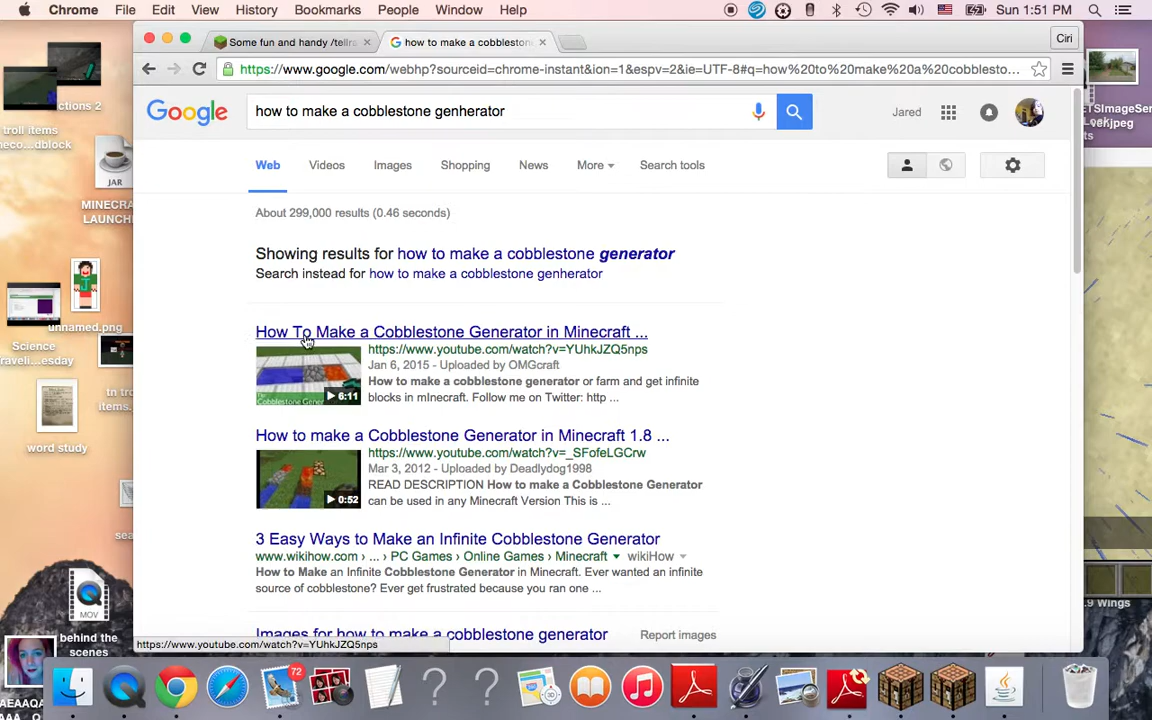 Chrome File Edit View History Bookmarks People Window Help Sun 1:51 PM
Some fun and handy /tellra
how to make a cobbleston
Ciri
https://www.google.com/webhp?sourceid=chrome-instant&ion=1&espv=2&ie=UTF-8#q=how%20to%20make%20a%20cobblesto...
Google
how to make a cobblestone genherator
Jared
Web Videos Images Shopping News More Search tools
About 299,000 results (0.46 seconds)
Showing results for how to make a cobblestone generator
Search instead for how to make a cobblestone genherator
How To Make a Cobblestone Generator in Minecraft ...
https://www.youtube.com/watch?v=YUhkJZQ5nps
Jan 6, 2015 - Uploaded by OMGcraft
How to make a cobblestone generator or farm and get infinite
blocks in mInecraft. Follow me on Twitter: http ...
Cobblestone Gener
6:11
How to make a Cobblestone Generator in Minecraft 1.8 ...
https://www.youtube.com/watch?v=_SFofeLGCrw
Mar 3, 2012 - Uploaded by Deadlydog1998
READ DESCRIPTION How to make a Cobblestone Generator
can be used in any Minecraft Version This is ...
0:52
3 Easy Ways to Make an Infinite Cobblestone Generator
www.wikihow.com › ... › PC Games › Online Games › Minecraft wikiHow
How to Make an Infinite Cobblestone Generator in Minecraft. Ever wanted an infinite
source of cobblestone? Ever get frustrated because you ran one ...
Images for how to make a cobblestone generator Report images
https://www.youtube.com/watch?v=YUhkJZQ5nps
ctions 2
troll items
dblock
JAR
MINECRA
LAUNCH
unnamed.png
Science
raveli...esday
tn tro
items.
word study
sea
MOV
behind the
scenes
ETSImageSer
.9 Wings
72
3D